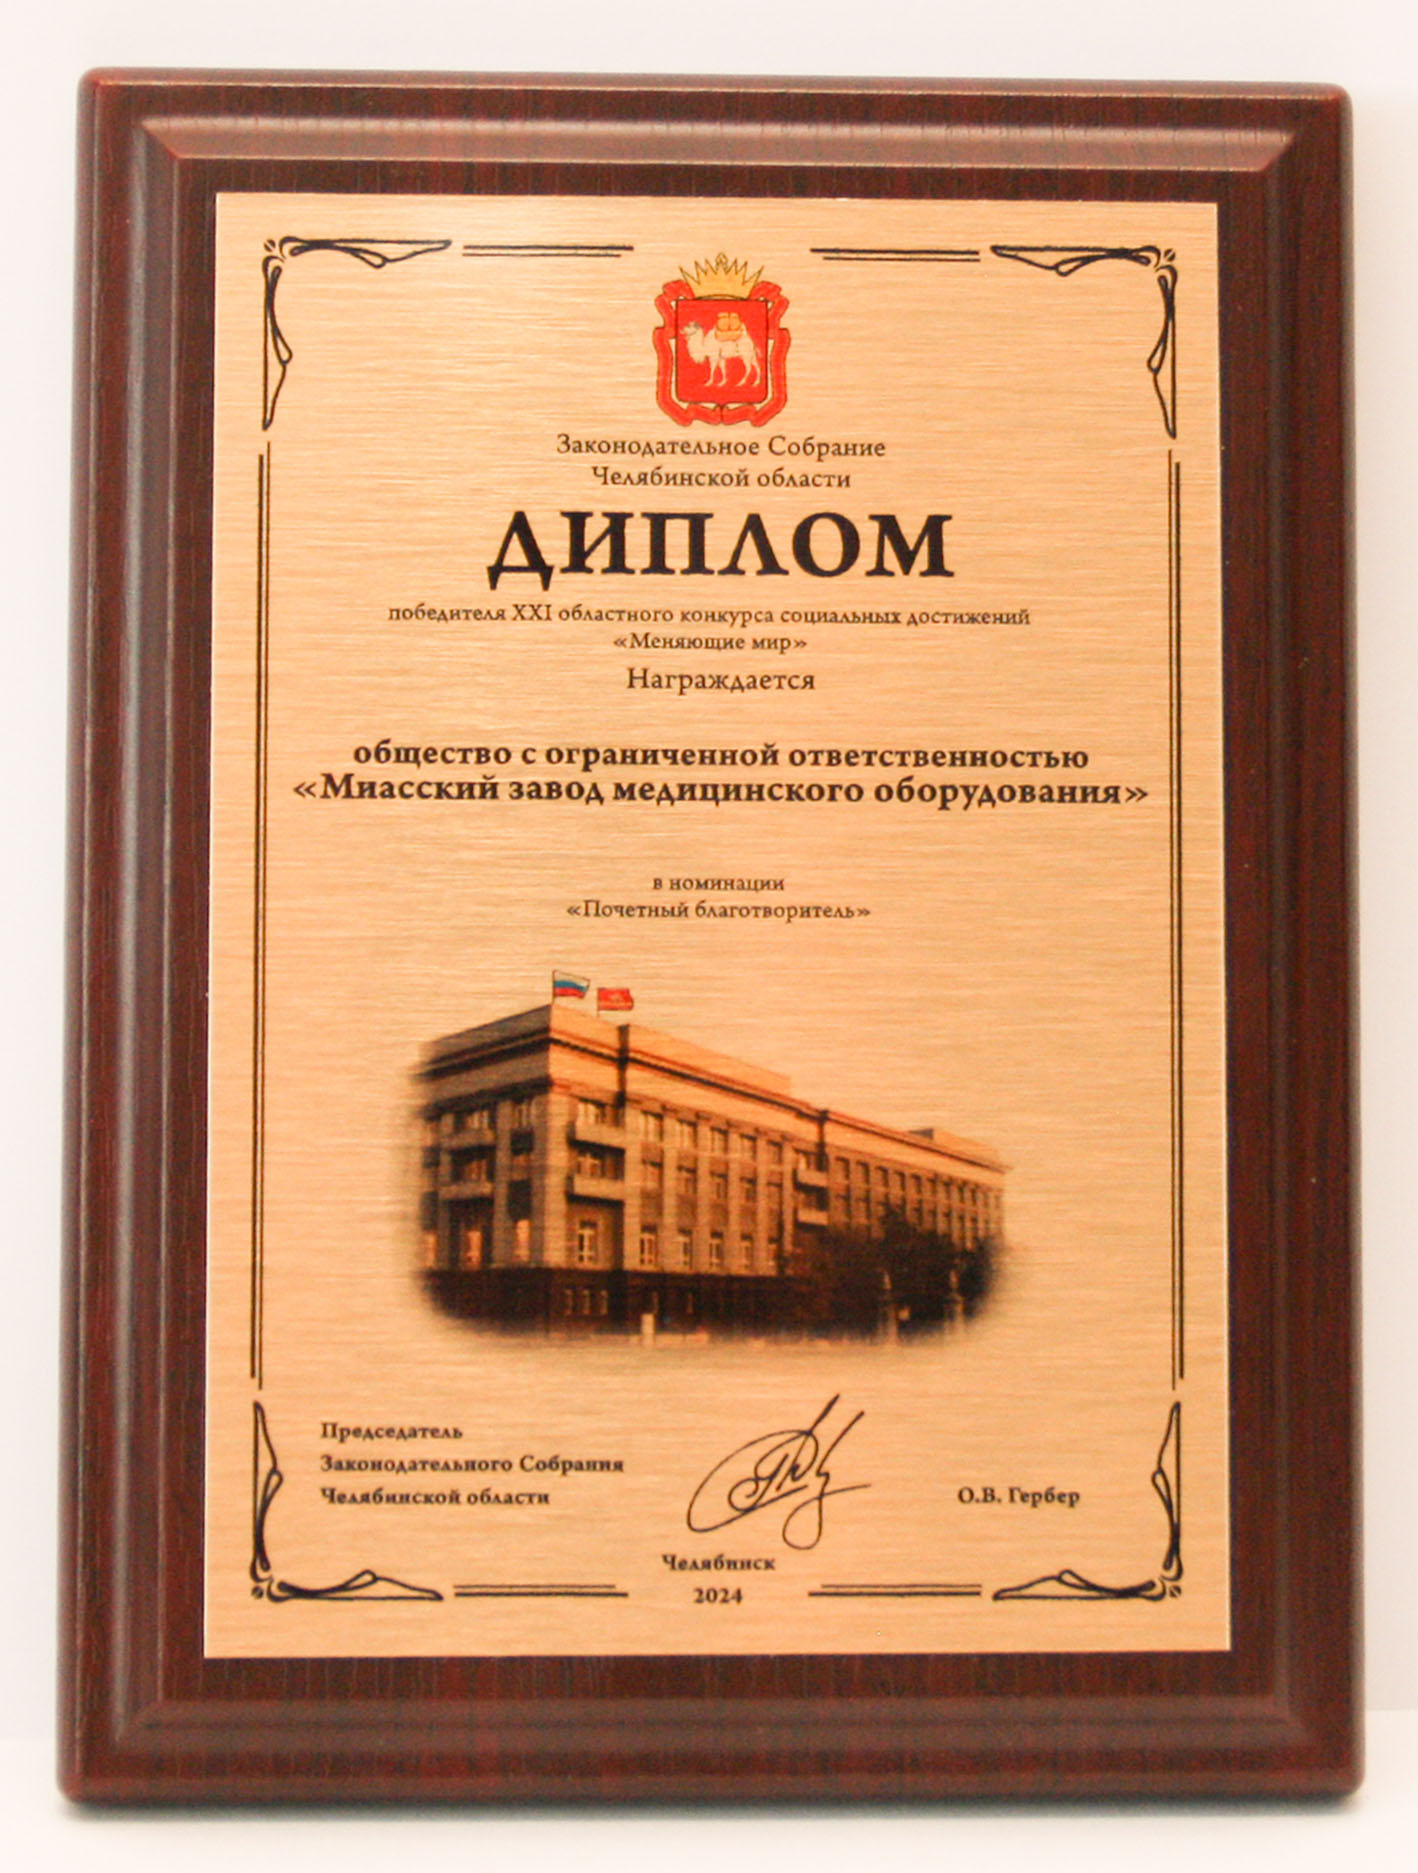 Законодательное Собрание
Челябинской области
ДИПЛОМ
победителя XXI областного конкурса социальных достижений
«Меняющие мир»
Награждается
общество с ограниченной ответственностью
«Миасский завод медицинского оборудования»
в номинации
«Почетный благотворитель»
Председатель
Законодательного Собрания
Челябинской области
О.В. Гербер
Челябинск
2024